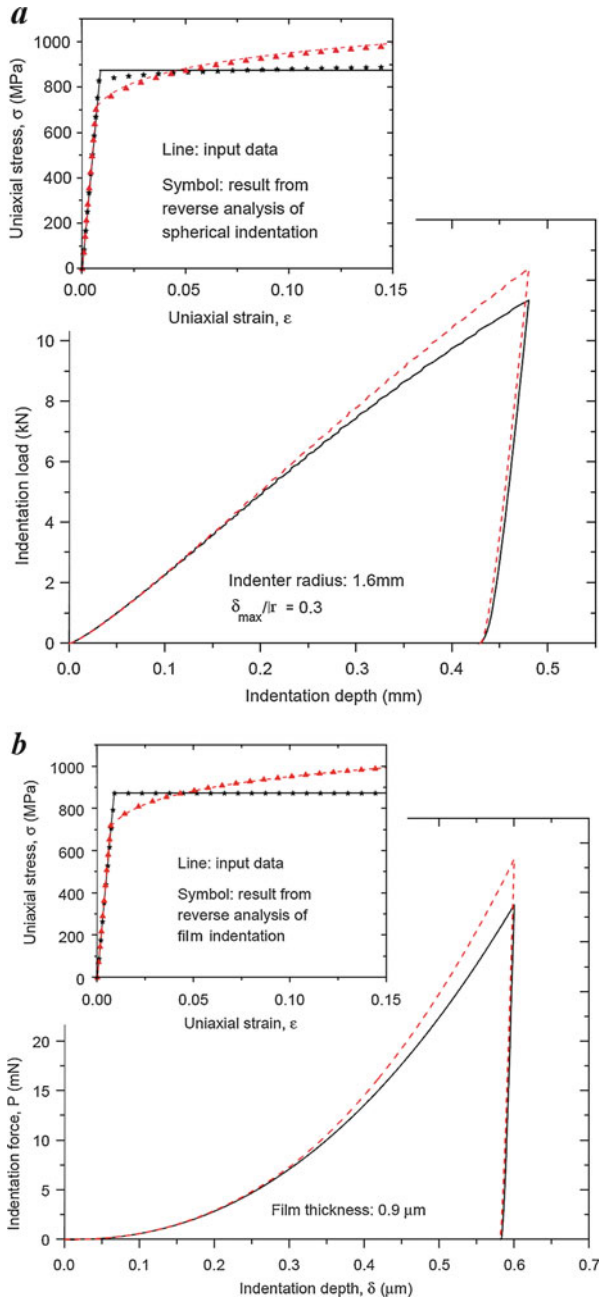 a
1000
800
600
400
200
0
Uniaxial stress, σ (MPa)
Line: input data
Symbol: result from
reverse analysis of
spherical indentation
0.00 0.05 0.10 0.15
Uniaxial strain, ε
10
8
6
4
2
0
Indentation load (kN)
Indenter radius: 1.6mm
δmax/r = 0.3
0.0 0.1 0.2 0.3 0.4 0.5
Indentation depth (mm)
b
1000
800
600
400
200
0
Uniaxial stress, σ (MPa)
Line: input data
Symbol: result from
reverse analysis of
film indentation
0.00 0.05 0.10 0.15
Uniaxial strain, ε
20
15
10
5
0
Indentation force, P (mN)
Film thickness: 0.9 μm
0.0 0.1 0.2 0.3 0.4 0.5 0.6 0.7
Indentation depth, δ (μm)